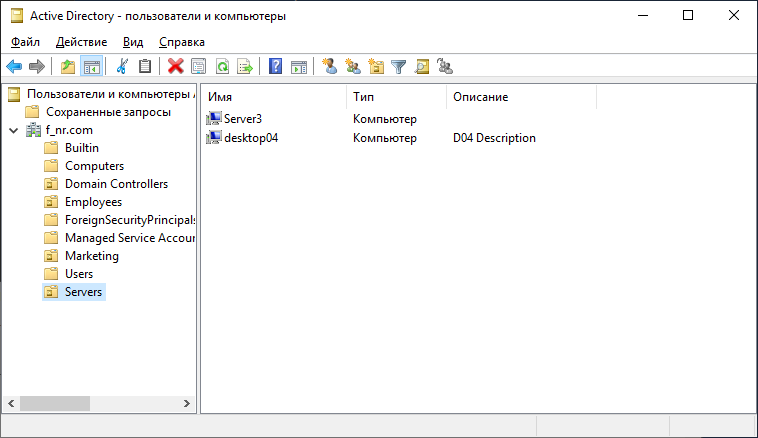 Active Directory - пользователи и компьютеры
Файл Действие Вид Справка
Пользователи и компьютеры
Сохраненные запросы
f_nr.com
Builtin
Computers
Domain Controllers
Employees
ForeignSecurityPrincipals
Managed Service Accour
Marketing
Users
Servers
Имя Тип Описание
Server3 Компьютер
desktop04 Компьютер D04 Description